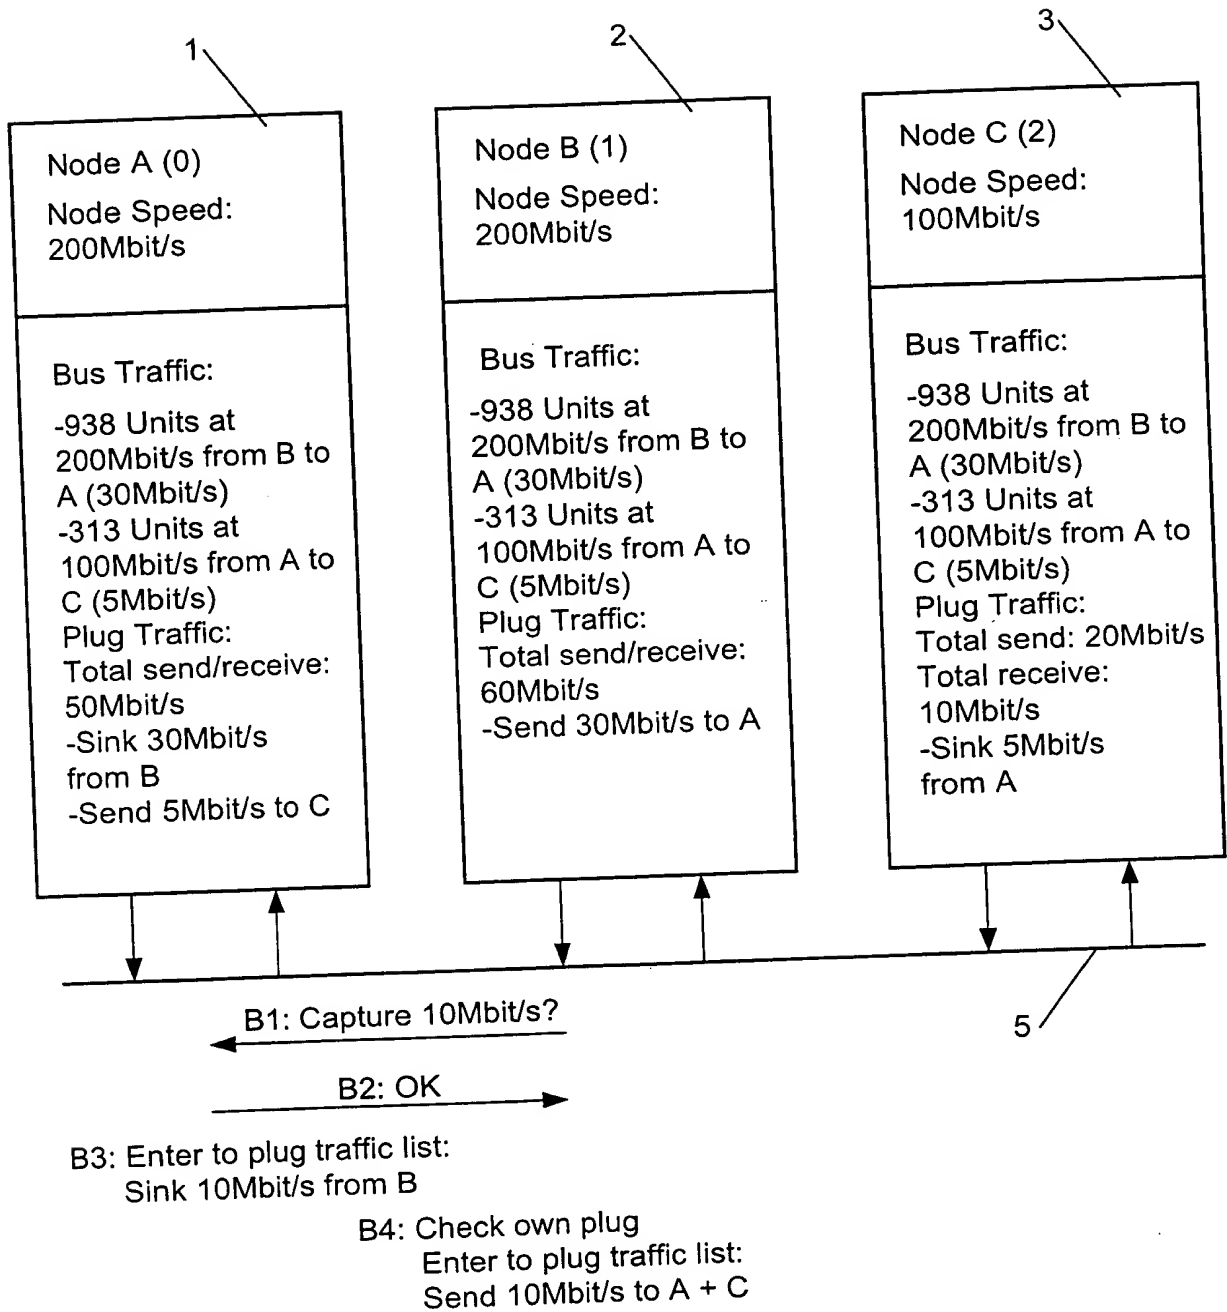 1
2
3
Node A (0)
Node Speed:
200Mbit/s
Bus Traffic:
-938 Units at
200Mbit/s from B to
A (30Mbit/s)
-313 Units at
100Mbit/s from A to
C (5Mbit/s)
Plug Traffic:
Total send/receive:
50Mbit/s
-Sink 30Mbit/s
from B
-Send 5Mbit/s to C
Node B (1)
Node Speed:
200Mbit/s
Bus Traffic:
-938 Units at
200Mbit/s from B to
A (30Mbit/s)
-313 Units at
100Mbit/s from A to
C (5Mbit/s)
Plug Traffic:
Total send/receive:
60Mbit/s
-Send 30Mbit/s to A
Node C (2)
Node Speed:
100Mbit/s
Bus Traffic:
-938 Units at
200Mbit/s from B to
A (30Mbit/s)
-313 Units at
100Mbit/s from A to
C (5Mbit/s)
Plug Traffic:
Total send: 20Mbit/s
Total receive:
10Mbit/s
-Sink 5Mbit/s
from A
5
B1: Capture 10Mbit/s?
B2: OK
B3: Enter to plug traffic list:
Sink 10Mbit/s from B
B4: Check own plug
Enter to plug traffic list:
Send 10Mbit/s to A + C